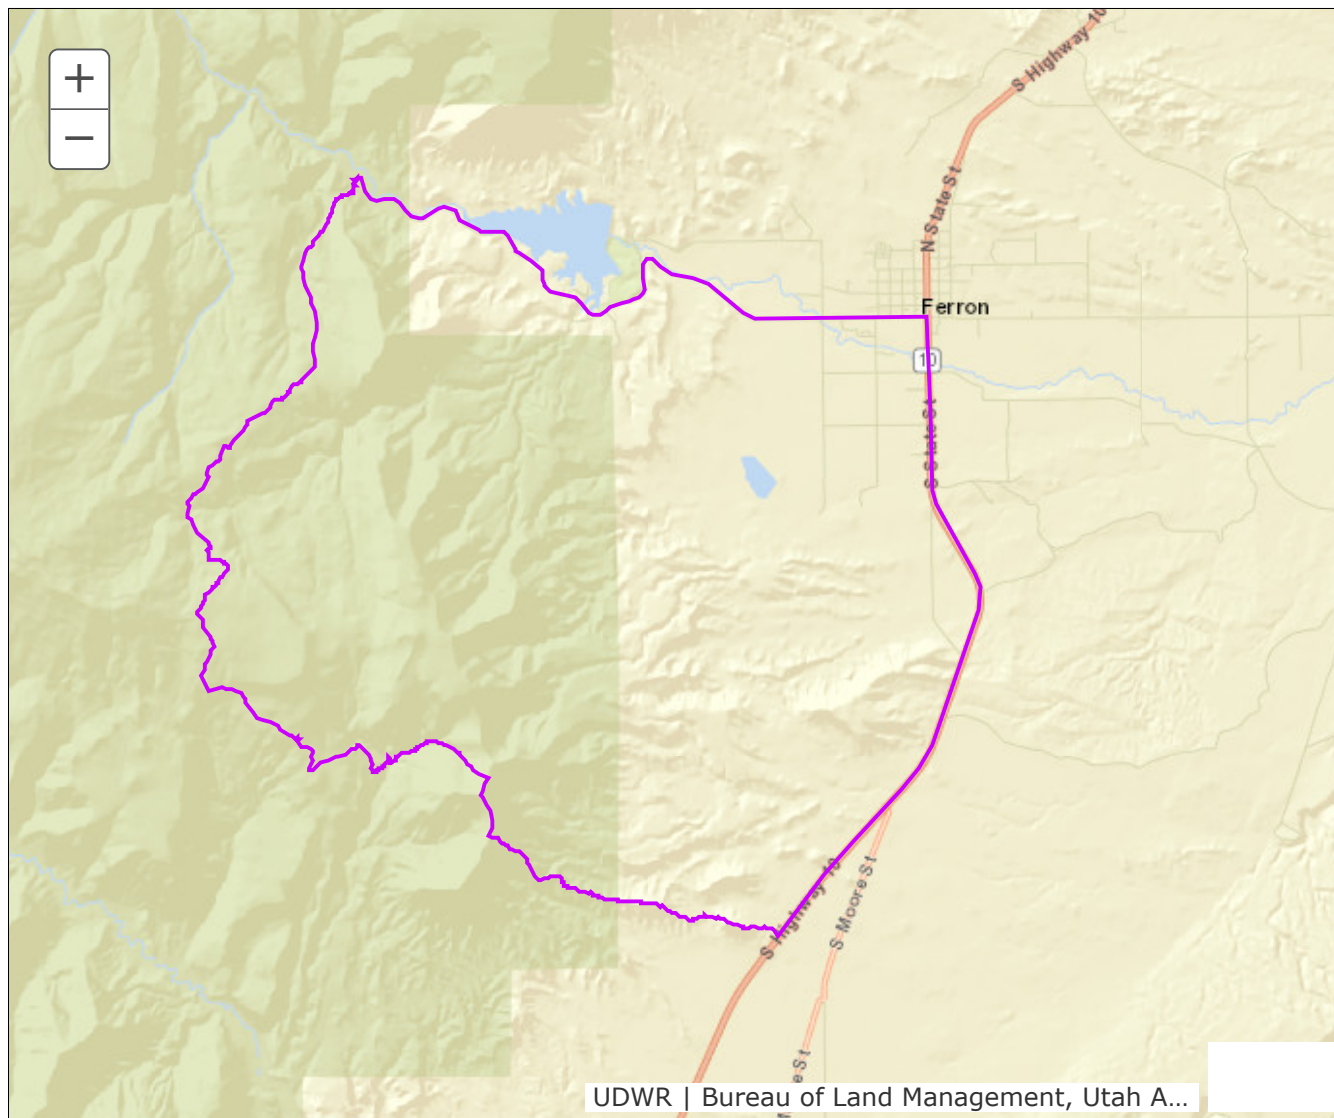 +
−
S Highway 10
N State St
Ferron
10
S State St
S Highway 10
S Moore St
e St
UDWR | Bureau of Land Management, Utah A...